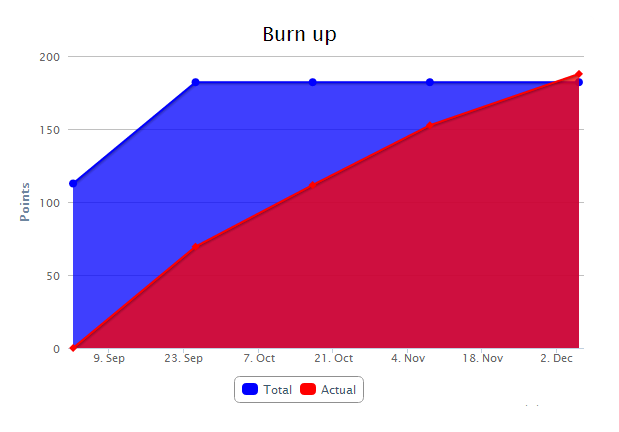 Burn up
Points
200
150
100
50
0
9. Sep 23. Sep 7. Oct 21. Oct 4. Nov 18. Nov 2. Dec
Total Actual